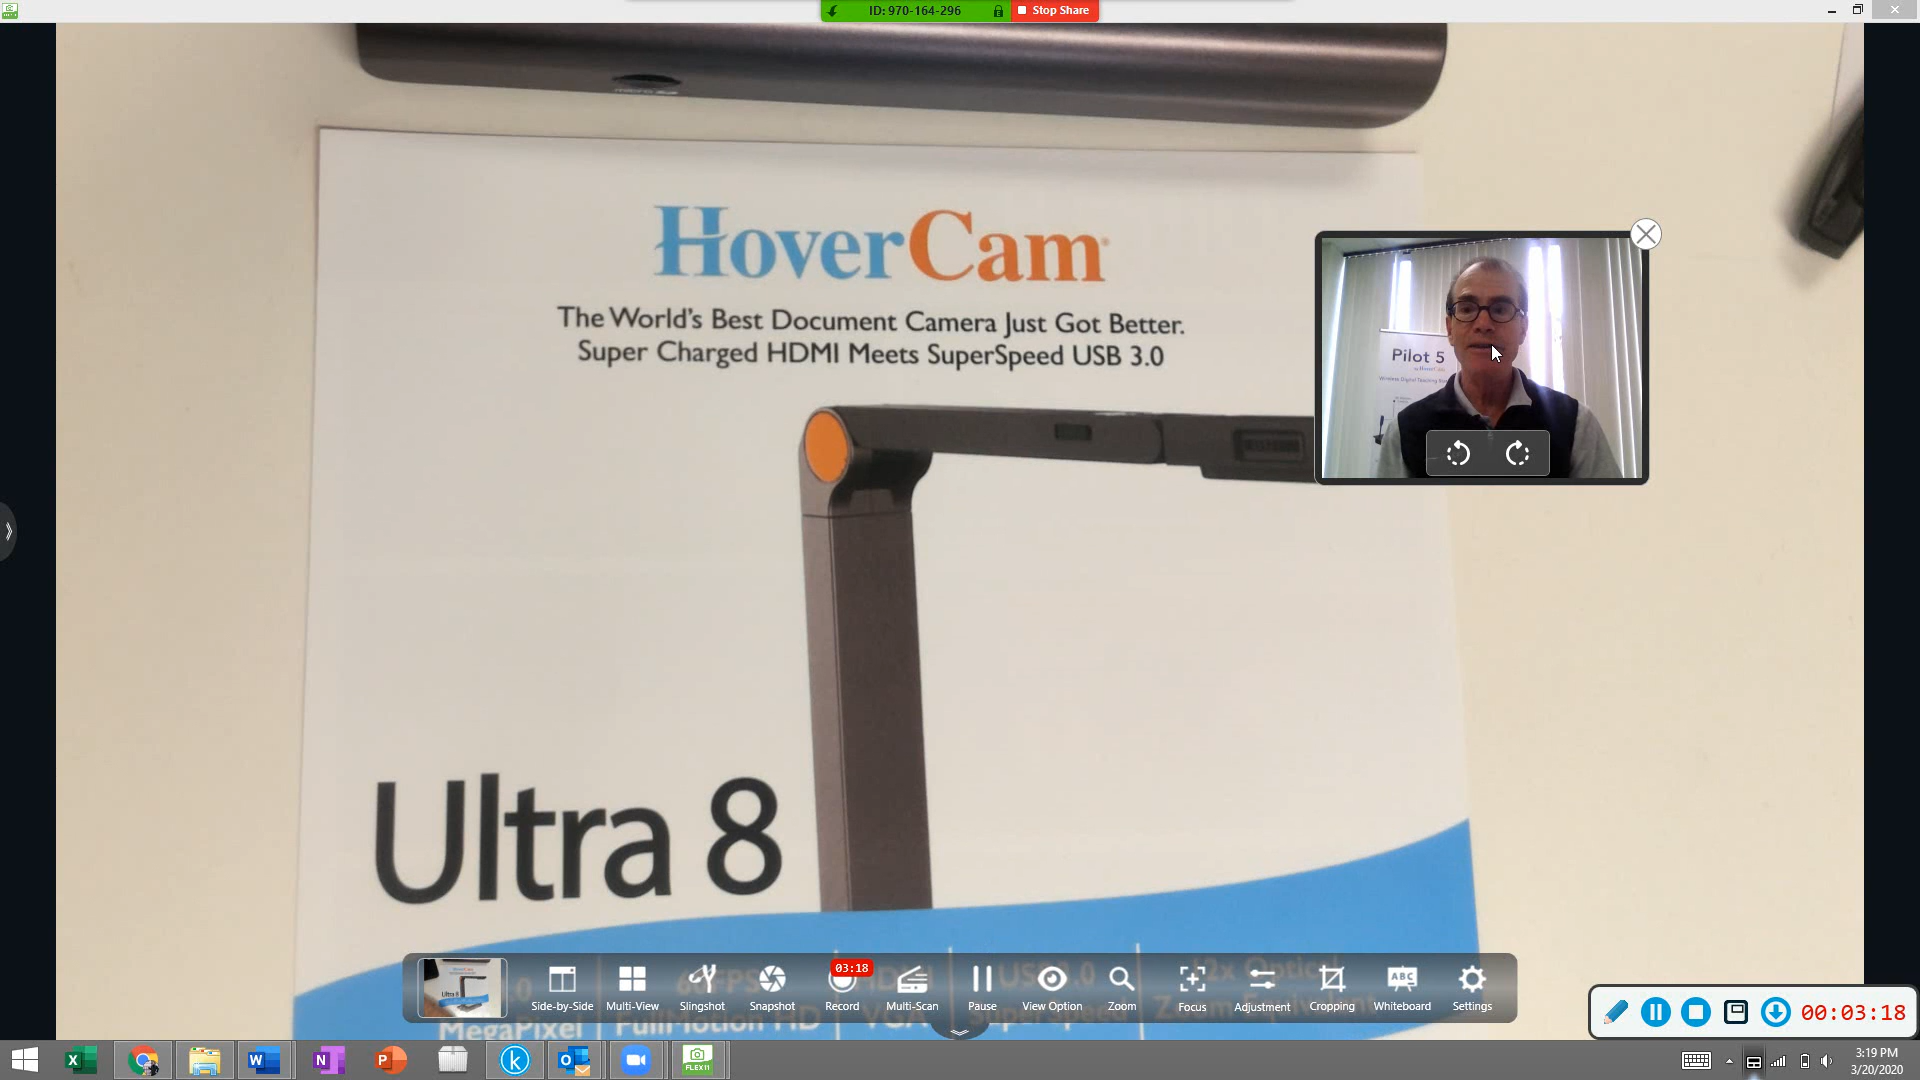 ID: 970-164-296
Stop Share
HoverCam
The World's Best Document Camera Just Got Better.
Super Charged HDMI Meets SuperSpeed USB 3.0
Pilot 5
Ultra 8
03:18
Side-by-Side
Multi-View
Slingshot
Snapshot
Record
Multi-Scan
Pause
View Option
Zoom
Focus
Adjustment
ABC
Cropping
Whiteboard
Settings
MegaPixel
FullMotion HD
00:03:18
FLEX11
3:19 PM
3/20/2020